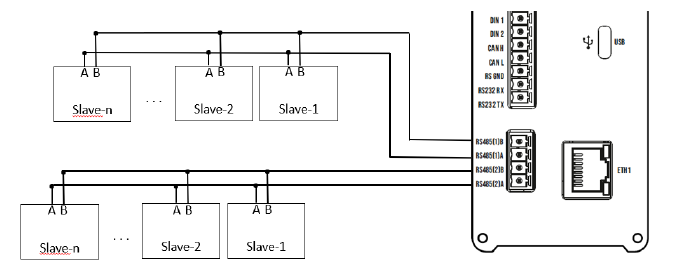 DIN 1
DIN 2
CAN H
CAN L
RS GND
RS232 RX
RS232 TX
USB
A B
A B
A B
Slave-n
. . .
Slave-2
Slave-1
RS485(1)B
RS485(1)A
RS485(2)B
RS485(2)A
ETH1
A B
A B
A B
Slave-n
. . .
Slave-2
Slave-1